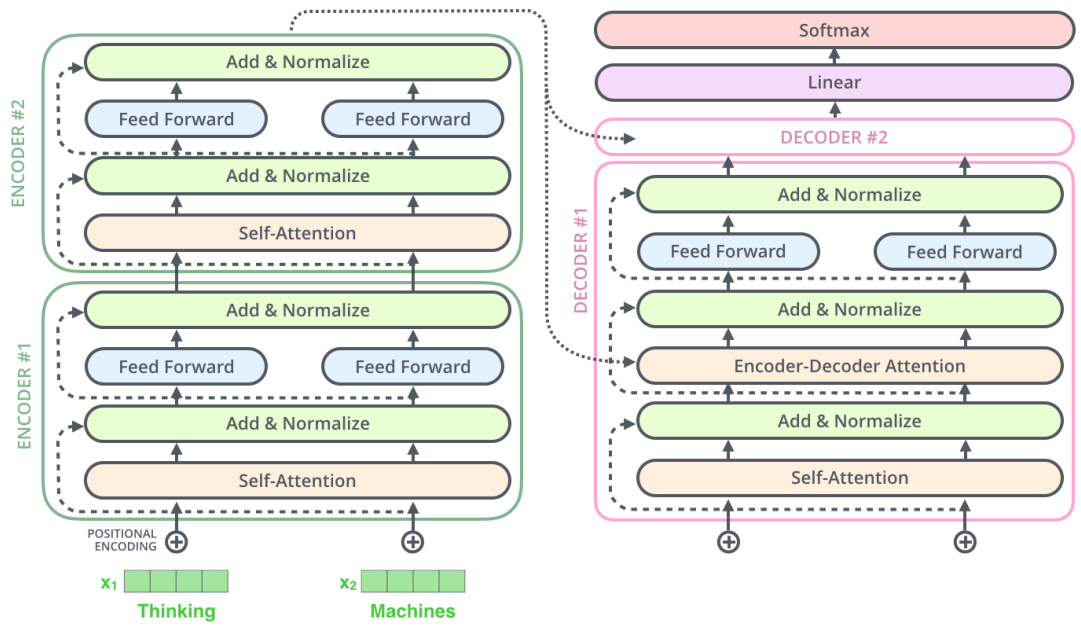 ENCODER #2
Add & Normalize
Feed Forward
Feed Forward
Add & Normalize
Self-Attention
ENCODER #1
Add & Normalize
Feed Forward
Feed Forward
Add & Normalize
Self-Attention
POSITIONAL
ENCODING
x1
x2
Thinking
Machines
Softmax
Linear
DECODER #2
DECODER #1
Add & Normalize
Feed Forward
Feed Forward
Add & Normalize
Encoder-Decoder Attention
Add & Normalize
Self-Attention